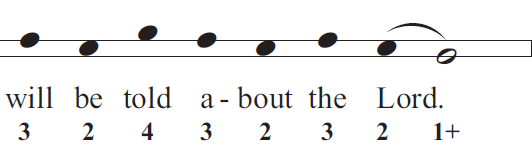 will be told a - bout the Lord.
3 2 4 3 2 3 2 1+